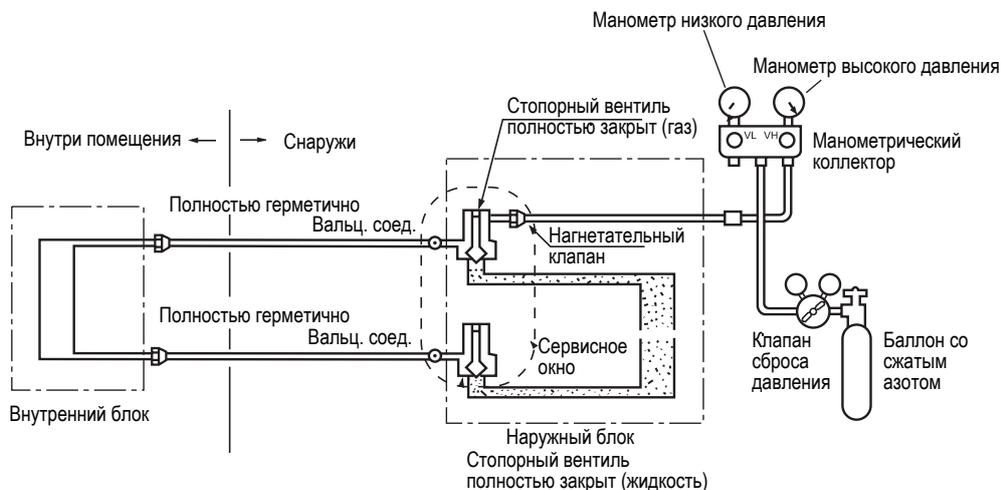 Манометр низкого давления
Манометр высокого давления
Стопорный вентиль
полностью закрыт (газ)
VL VH
Манометрический
коллектор
Внутри помещения
Снаружи
Полностью герметично
Вальц. соед.
Нагнетательный
клапан
Полностью герметично
Вальц. соед.
Сервисное
окно
Клапан
сброса
давления
Баллон со
сжатым
азотом
Внутренний блок
Наружный блок
Стопорный вентиль
полностью закрыт (жидкость)